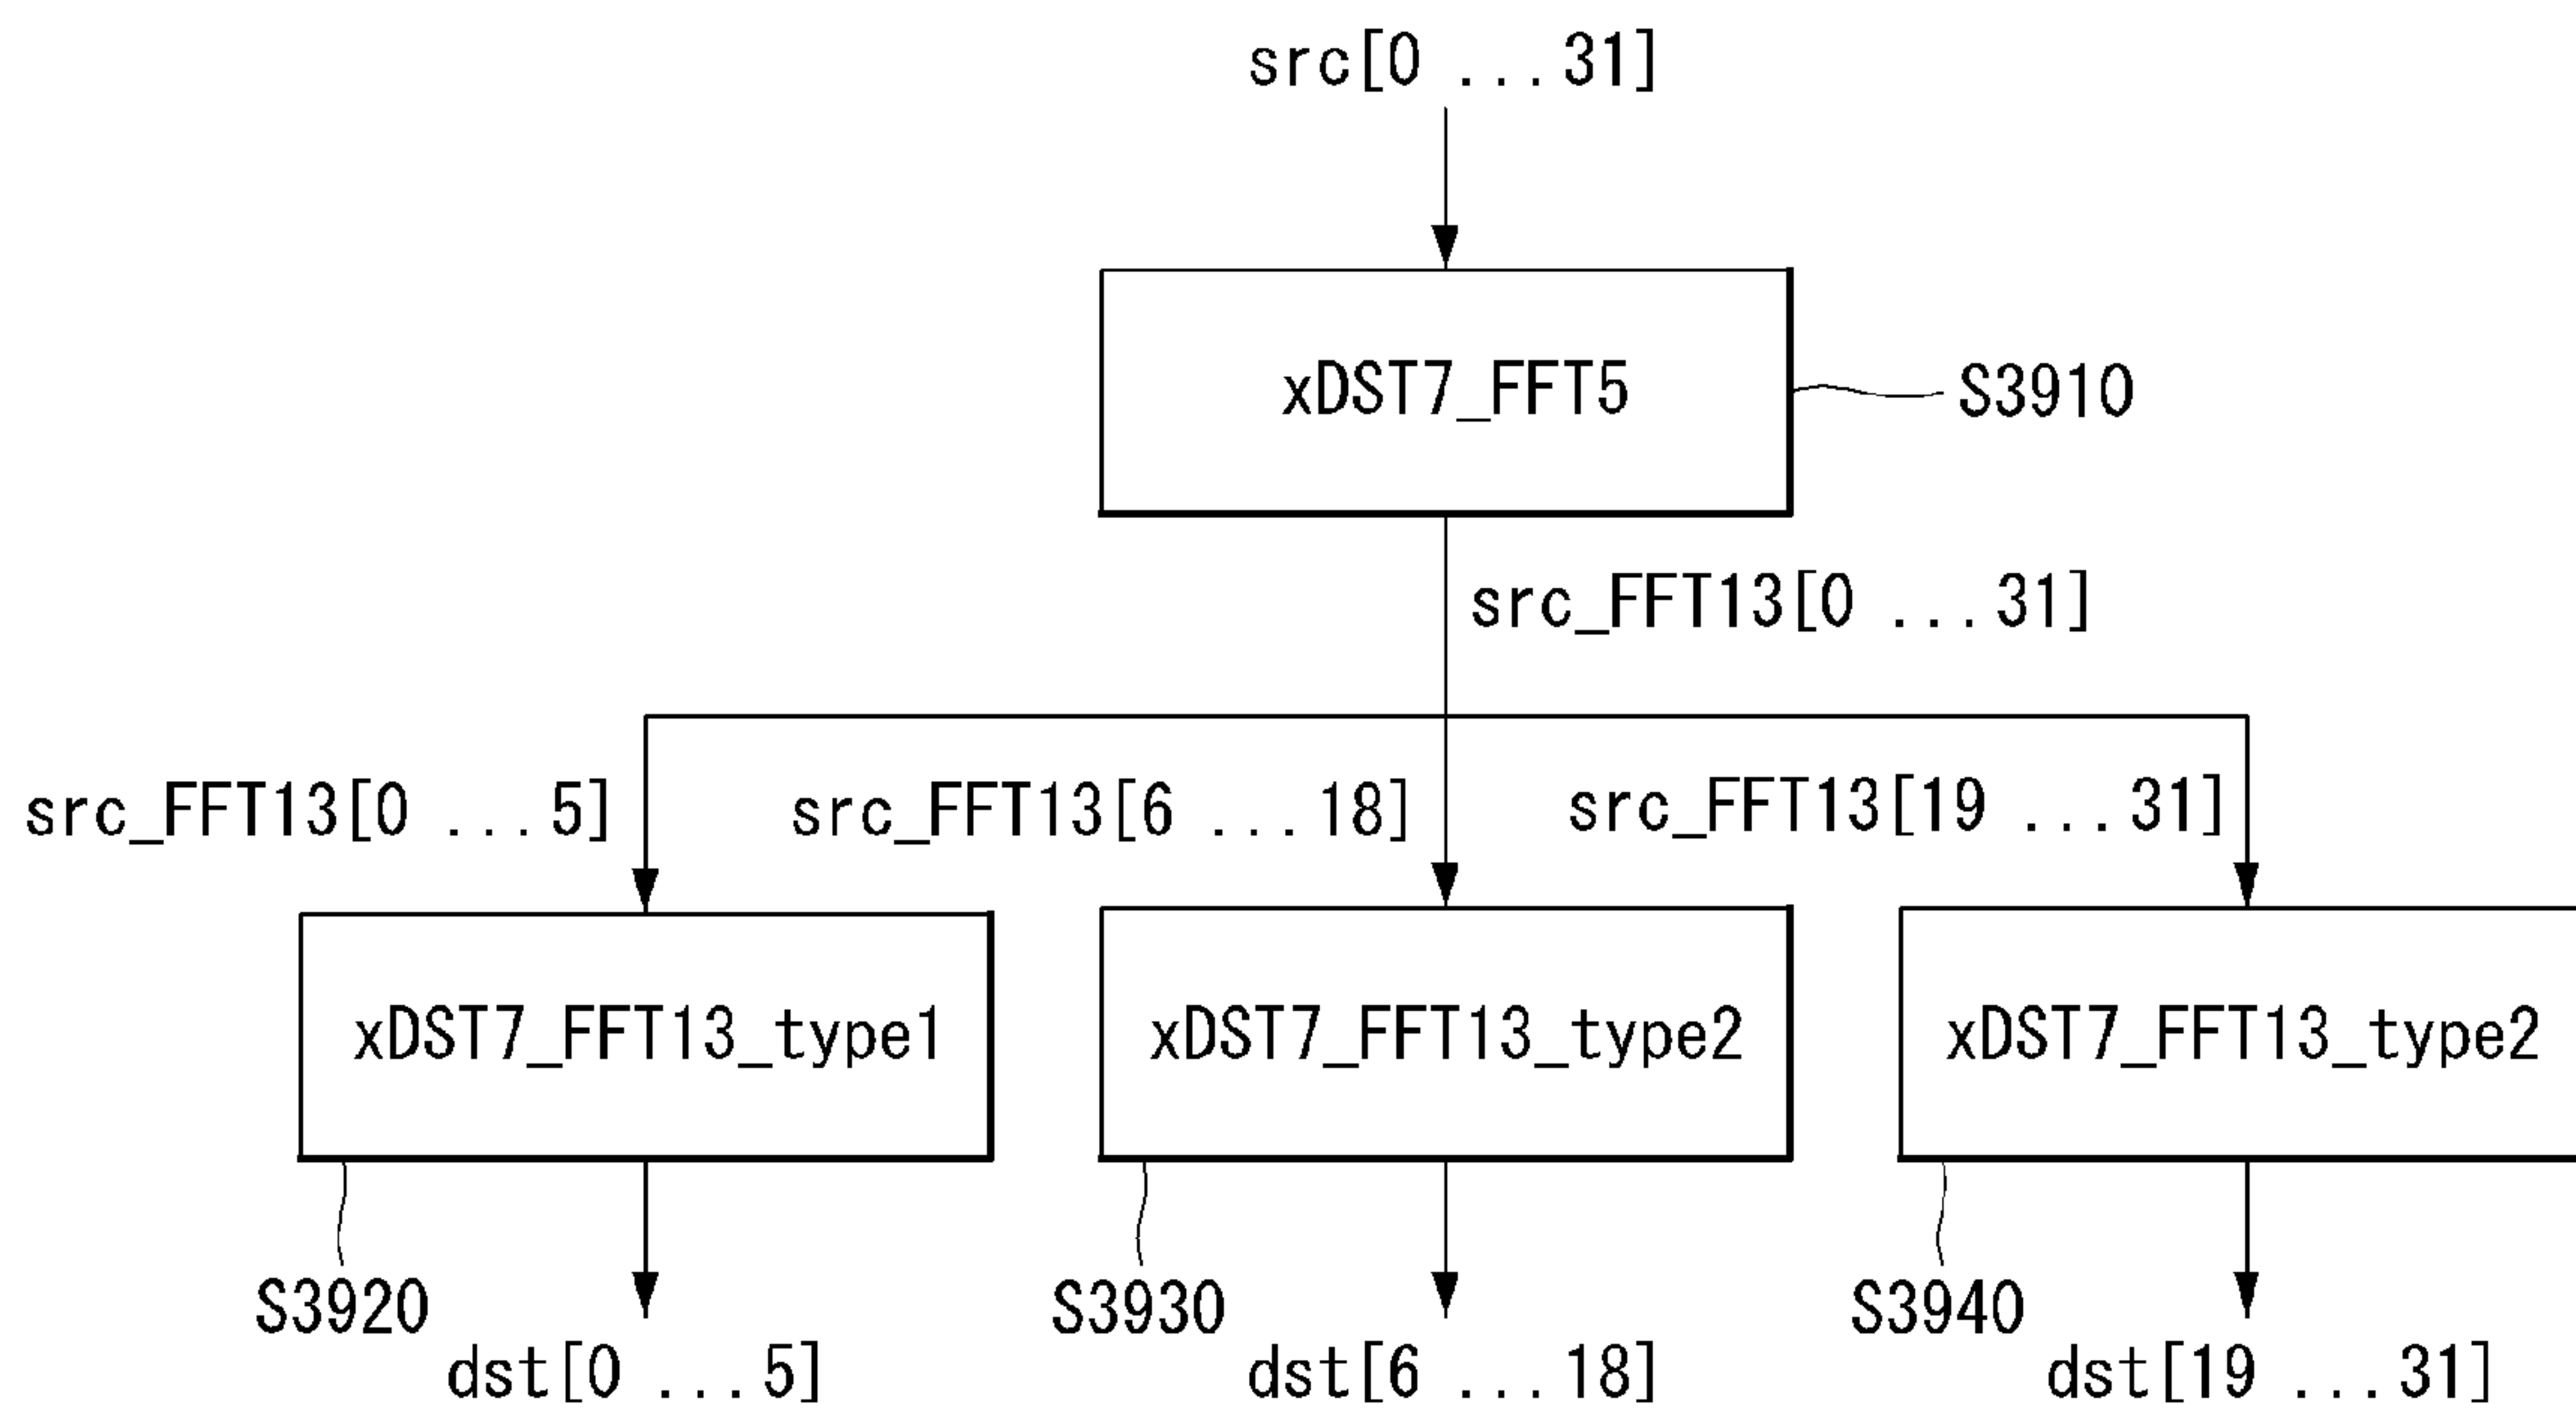 src[0 ...31]
xDST7_FFT5
S3910
src_FFT13[0 ...31]
src_FFT13[0 ...5]
src_FFT13[6 ...18]
src_FFT13[19 ...31]
xDST7_FFT13_type1
xDST7_FFT13_type2
xDST7_FFT13_type2
S3920
S3930
S3940
dst[0 ...5]
dst[6 ...18]
dst[19 ...31]